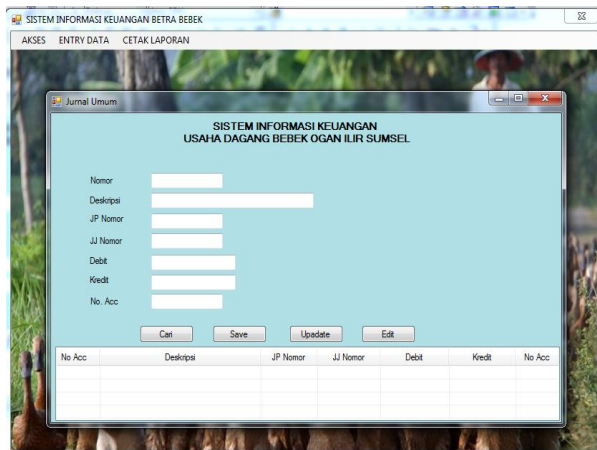 SISTEM INFORMASI KEUANGAN BETRA BEBEK
AKSES ENTRY DATA CETAK LAPORAN
Jurnal Umum
SISTEM INFORMASI KEUANGAN
USAHA DAGANG BEBEK OGAN ILIR SUMSEL
Nomor
Deskripsi
JP Nomor
JJ Nomor
Debit
Kredit
No. Acc
Cari Save Upadate Edit
No Acc Deskripsi JP Nomor JJ Nomor Debit Kredit No Acc